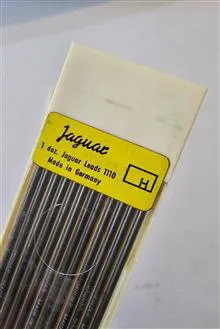 Jaguar
1 doz. Jaguar Leads 1110
Made in Germany
H